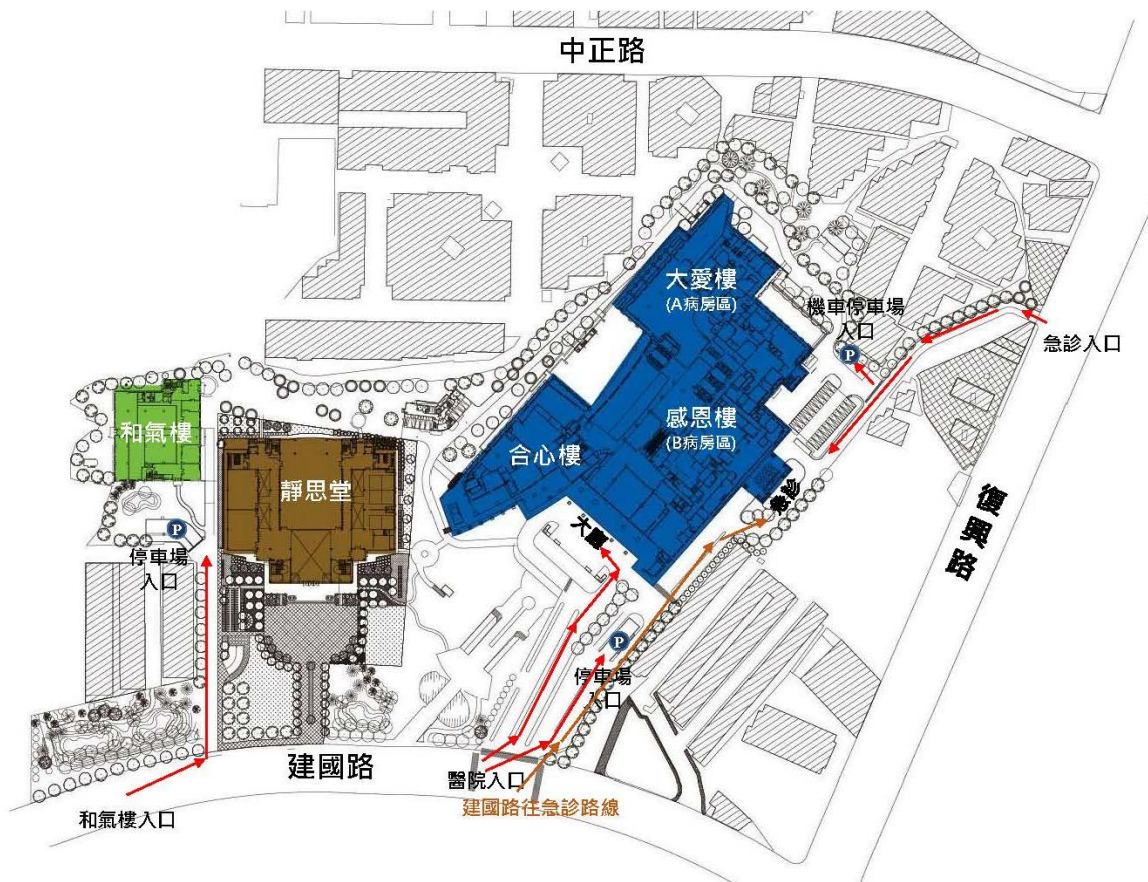 中正路
大愛樓
(A病房區)
機車停車場
入口
P
急診入口
感恩樓
(B病房區)
合心樓
和氣樓
靜思堂
急診
大廳
復興路
P
停車場
入口
P
停車場
入口
建國路
醫院入口
建國路往急診路線
和氣樓入口